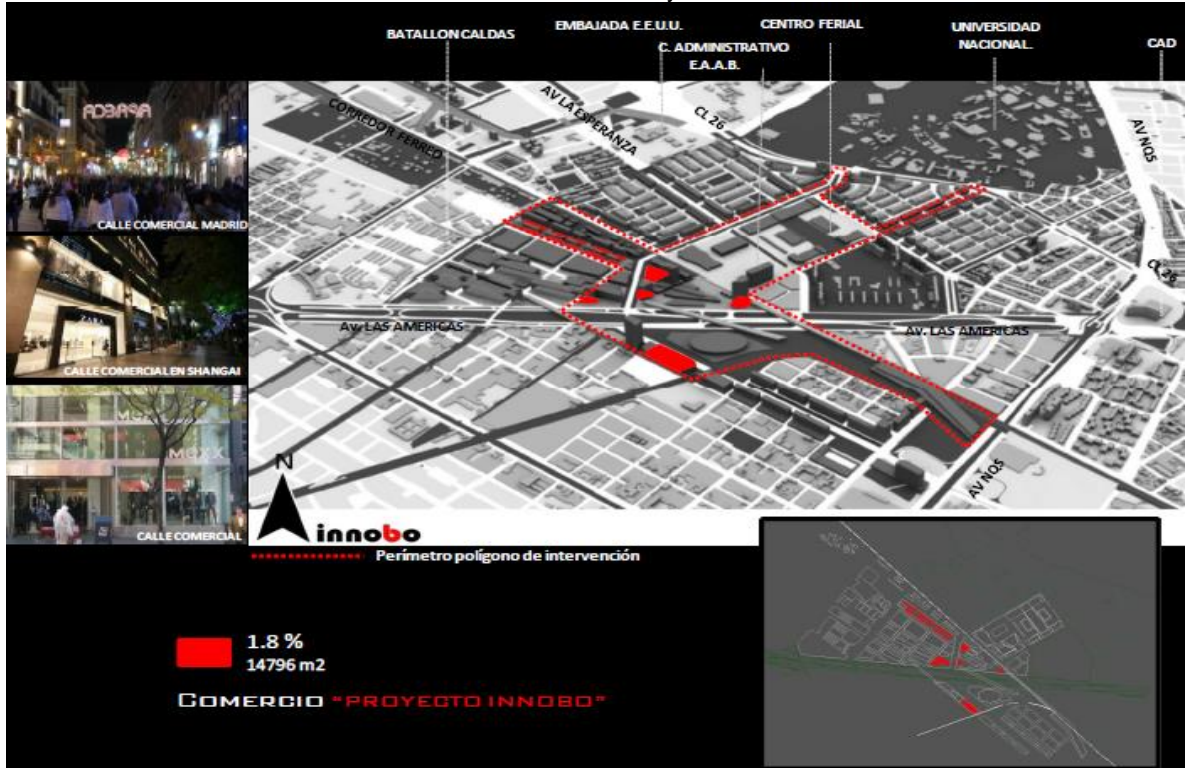 BATALLON CALDAS
EMBAJADA E.E.U.U.
C. ADMINISTRATIVO
E.A.A.B.
CENTRO FERIAL
UNIVERSIDAD
NACIONAL.
CAD
CORREDOR FERREO
AV LA ExPERANZA
CL 26
AV NQS
CL 26
Av. LAS AMERICAS
Av. LAS AMERICAS
AV NQS
CALLE COMERCIAL MADRID
ZARA
CALLE COMERCIAL EN SHANGAI
CALLE COMERCIAL
N
innobo
Perímetro polígono de intervención
1.8 %
14796 m2
COMERCIO "PROYECTO INNOBO"